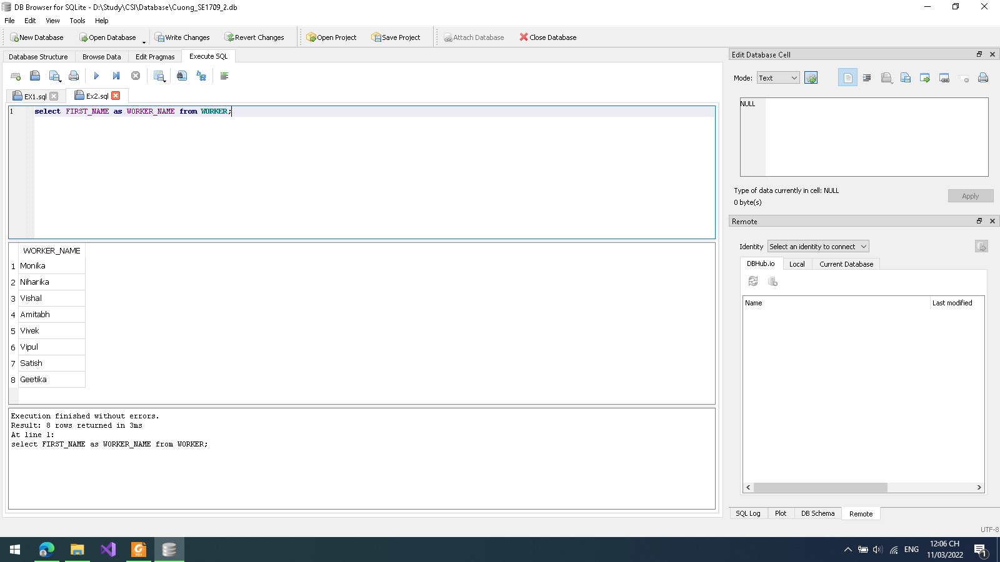 DB Browser for SQLite - D:\Study\CSI\Database\Cuong_SE1709_2.db
File Edit View Tools Help
New Database Open Database Write Changes Revert Changes Open Project Save Project Attach Database Close Database
Database Structure Browse Data Edit Pragmas Execute SQL
EX1.sql Ex2.sql
1 select FIRST_NAME as WORKER_NAME from WORKER;
WORKER_NAME
1 Monika
2 Niharika
3 Vishal
4 Amitabh
5 Vivek
6 Vipul
7 Satish
8 Geetika
Execution finished without errors.
Result: 8 rows returned in 3ms
At line 1:
select FIRST_NAME as WORKER_NAME from WORKER;
Edit Database Cell
Mode: Text
NULL
Type of data currently in cell: NULL
0 byte(s)
Apply
Remote
Identity Select an identity to connect
DBHub.io Local Current Database
Name Last modified
SQL Log Plot DB Schema Remote
UTF-8
ENG
12:06 CH
11/03/2022
1